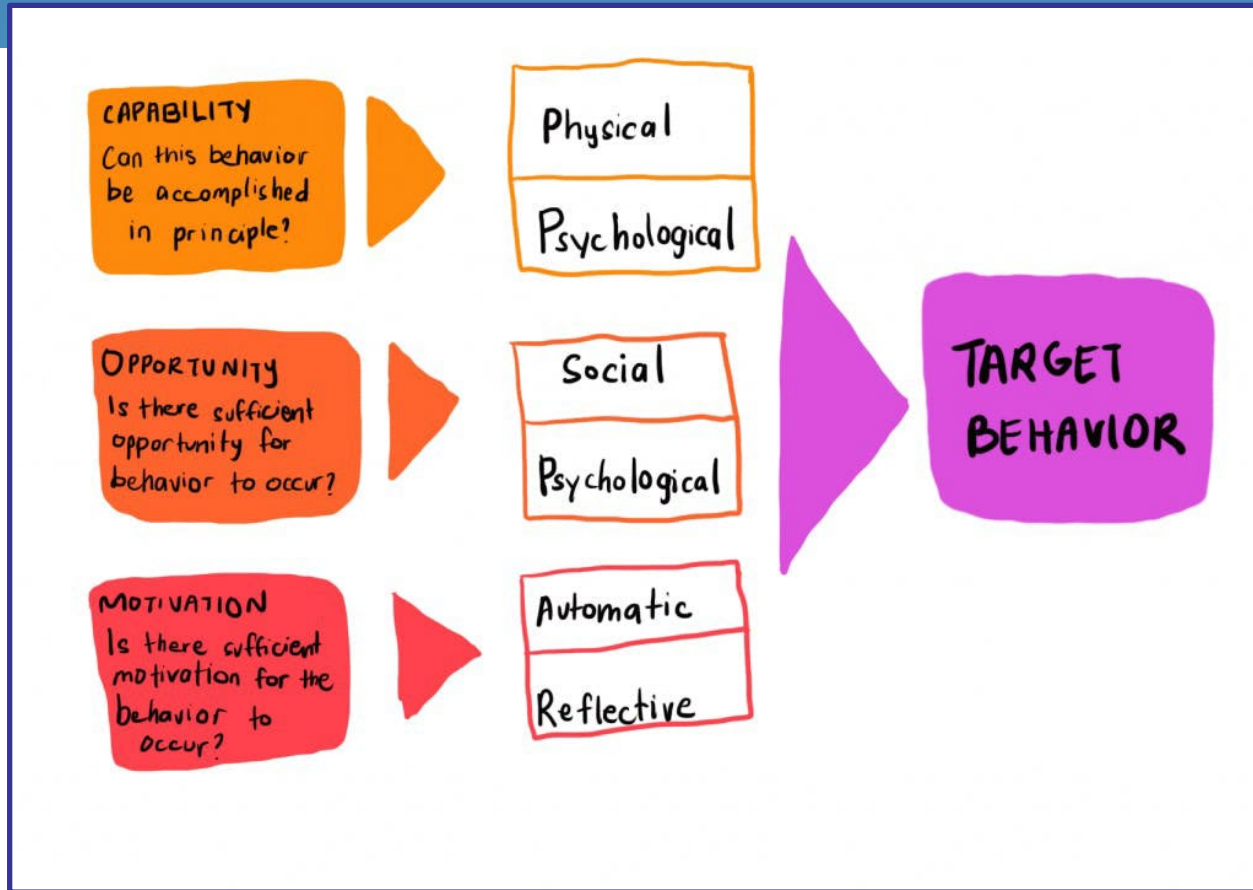 CAPABILITY
Can this behavior
be accomplished
in principle?
Physical
Psychological
OPPORTUNITY
Is there sufficient
opportunity for
behavior to occur?
Social
Psychological
MOTIVATION
Is there sufficient
motivation for the
behavior to
occur?
Automatic
Reflective
TARGET
BEHAVIOR